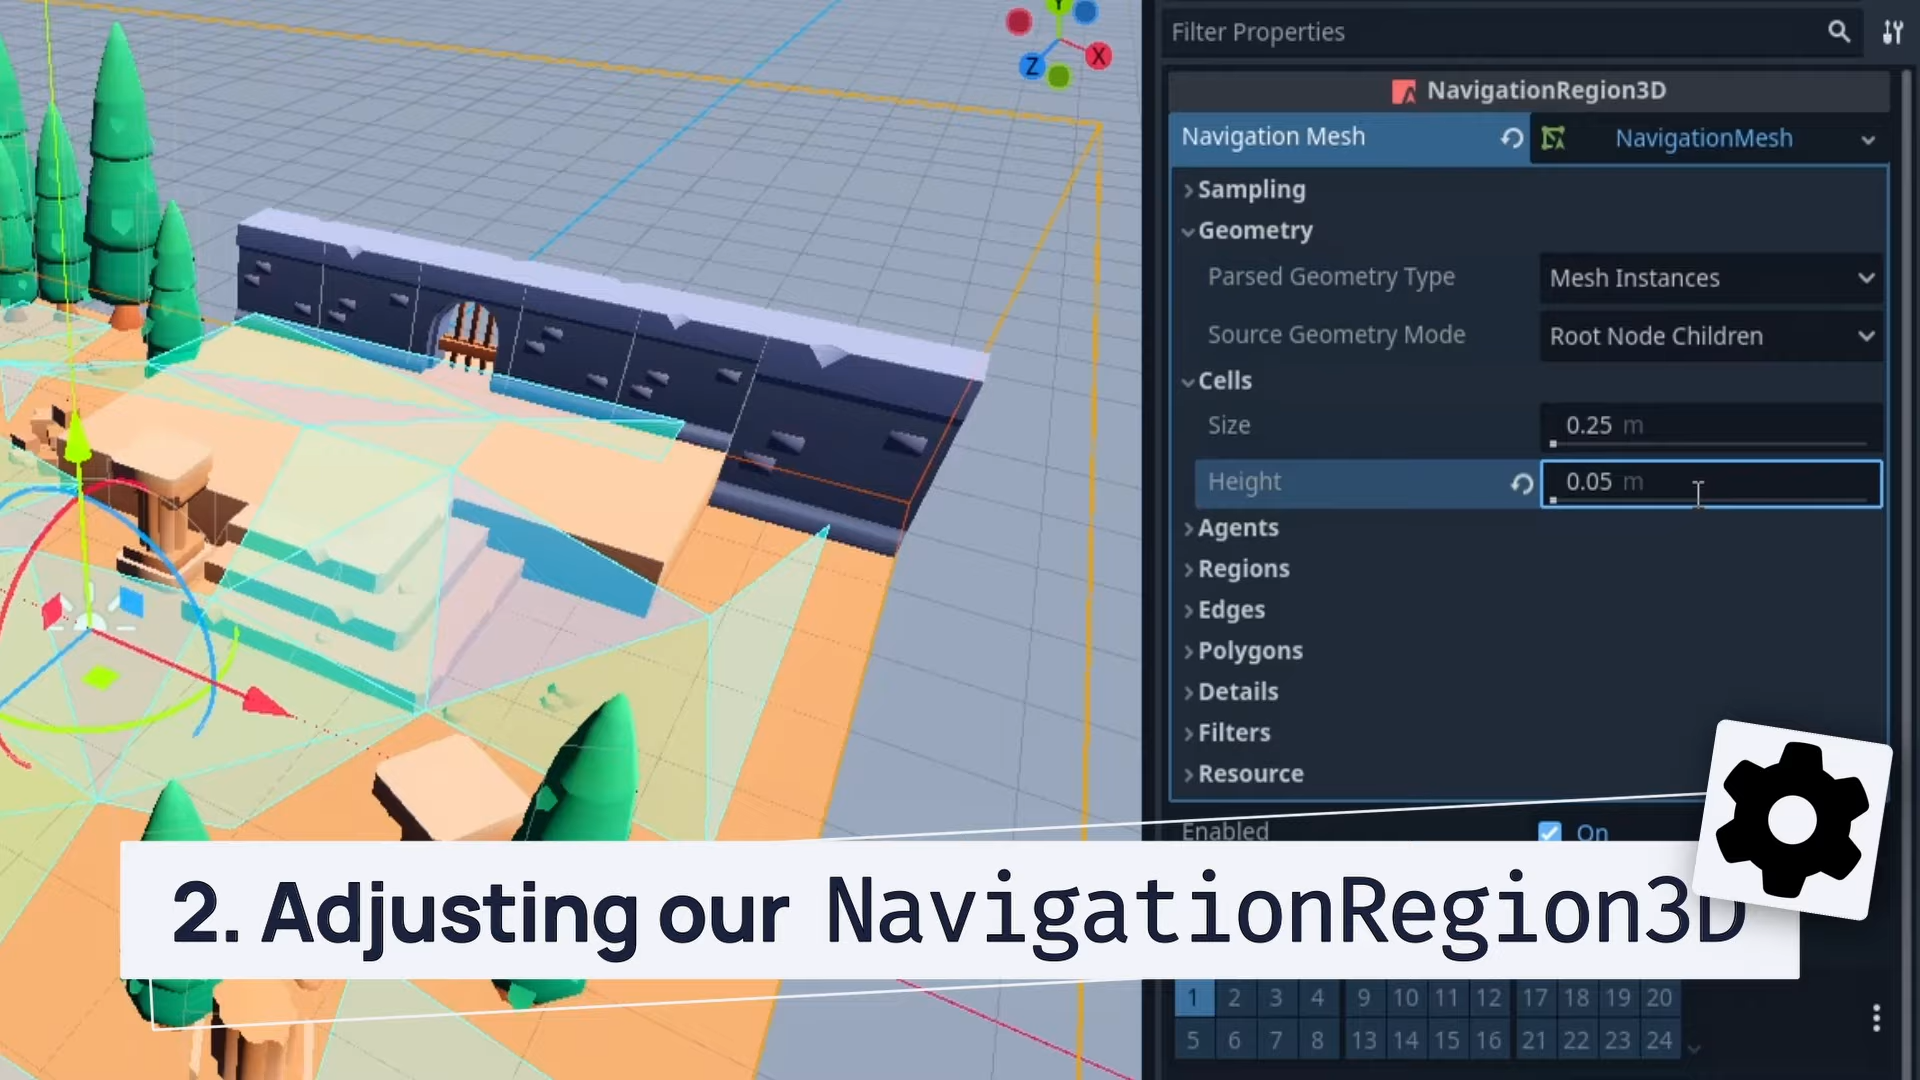 Y
X
Z
Filter Properties
NavigationRegion3D
Navigation Mesh NavigationMesh
Sampling
Geometry
Parsed Geometry Type Mesh Instances
Source Geometry Mode Root Node Children
Cells
Size 0.25 m
Height 0.05 m
Agents
Regions
Edges
Polygons
Details
Filters
Resource
Enabled On
2. Adjusting our NavigationRegion3D
1 2 3 4 9 10 11 12 17 18 19 20
5 6 7 8 13 14 15 16 21 22 23 24